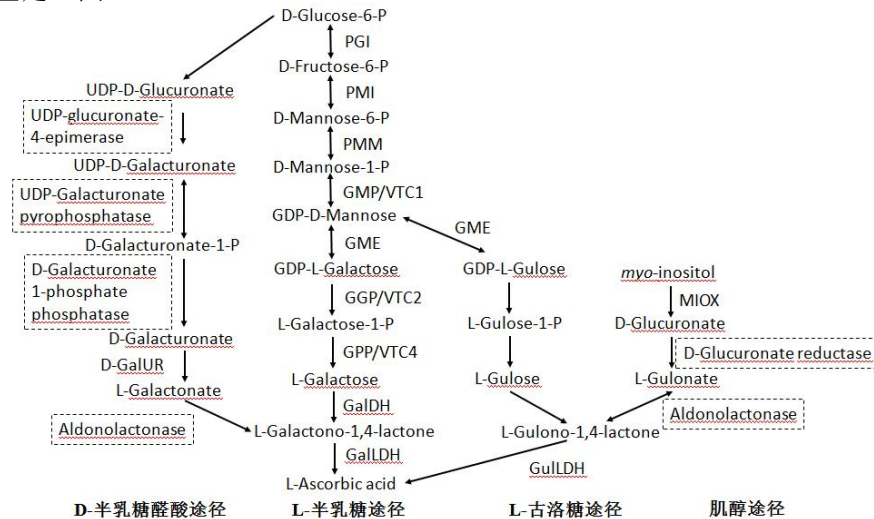 D-Glucose-6-P
PGI
D-Fructose-6-P
PMI
D-Mannose-6-P
PMM
D-Mannose-1-P
GMP/VTC1
GDP-D-Mannose
GME
GDP-L-Galactose
GGP/VTC2
L-Galactose-1-P
GPP/VTC4
L-Galactose
GalDH
L-Galactono-1,4-lactone
GalLDH
L-Ascorbic acid
UDP-D-Glucuronate
UDP-glucuronate-
4-epimerase
UDP-D-Galacturonate
UDP-Galacturonate
pyrophosphatase
D-Galacturonate-1-P
D-Galacturonate
1-phosphate
phosphatase
D-Galacturonate
D-GalUR
L-Galactonate
Aldonolactonase
GME
GDP-L-Gulose
L-Gulose-1-P
L-Gulose
L-Gulono-1,4-lactone
GulLDH
myo-inositol
MIOX
D-Glucuronate
D-Glucuronate reductase
L-Gulonate
Aldonolactonase
D-半乳糖醛酸途径
L-半乳糖途径
L-古洛糖途径
肌醇途径